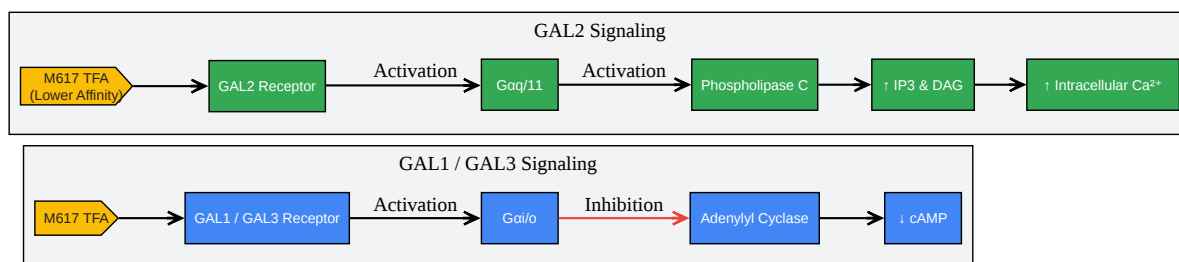 GAL2 Signaling
M617 TFA
(Lower Affinity)
GAL2 Receptor
Activation
Gαq/11
Activation
Phospholipase C
↑ IP3 & DAG
↑ Intracellular Ca²⁺
GAL1 / GAL3 Signaling
M617 TFA
GAL1 / GAL3 Receptor
Activation
Gαi/o
Inhibition
Adenylyl Cyclase
↓ cAMP